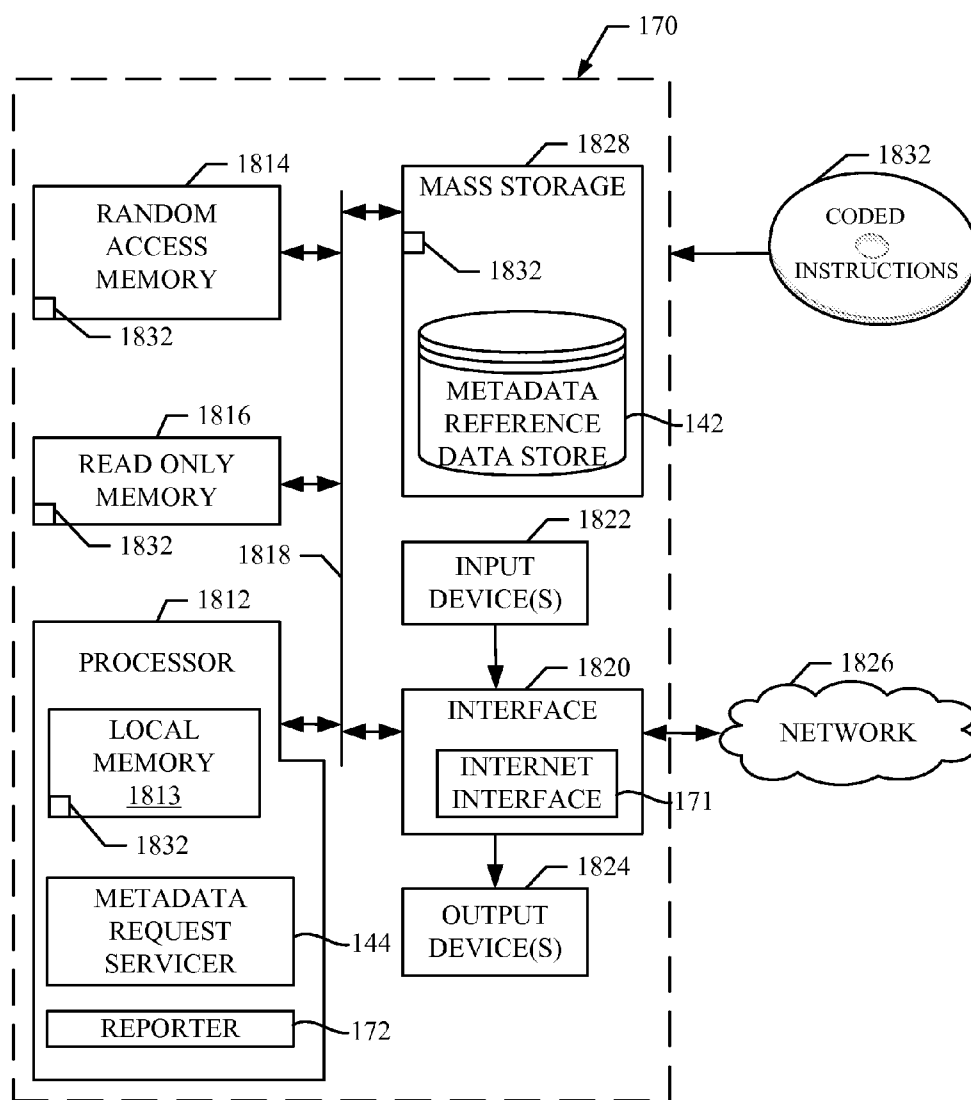 170
1814
RANDOM
ACCESS
MEMORY
1832
1828
MASS STORAGE
1832
METADATA
REFERENCE
DATA STORE
142
1832
CODED
INSTRUCTIONS
1816
READ ONLY
MEMORY
1832
1818
1822
INPUT
DEVICE(S)
1812
PROCESSOR
LOCAL
MEMORY
1813
1832
METADATA
REQUEST
SERVICER
144
REPORTER
172
1820
INTERFACE
INTERNET
INTERFACE
171
1826
NETWORK
1824
OUTPUT
DEVICE(S)